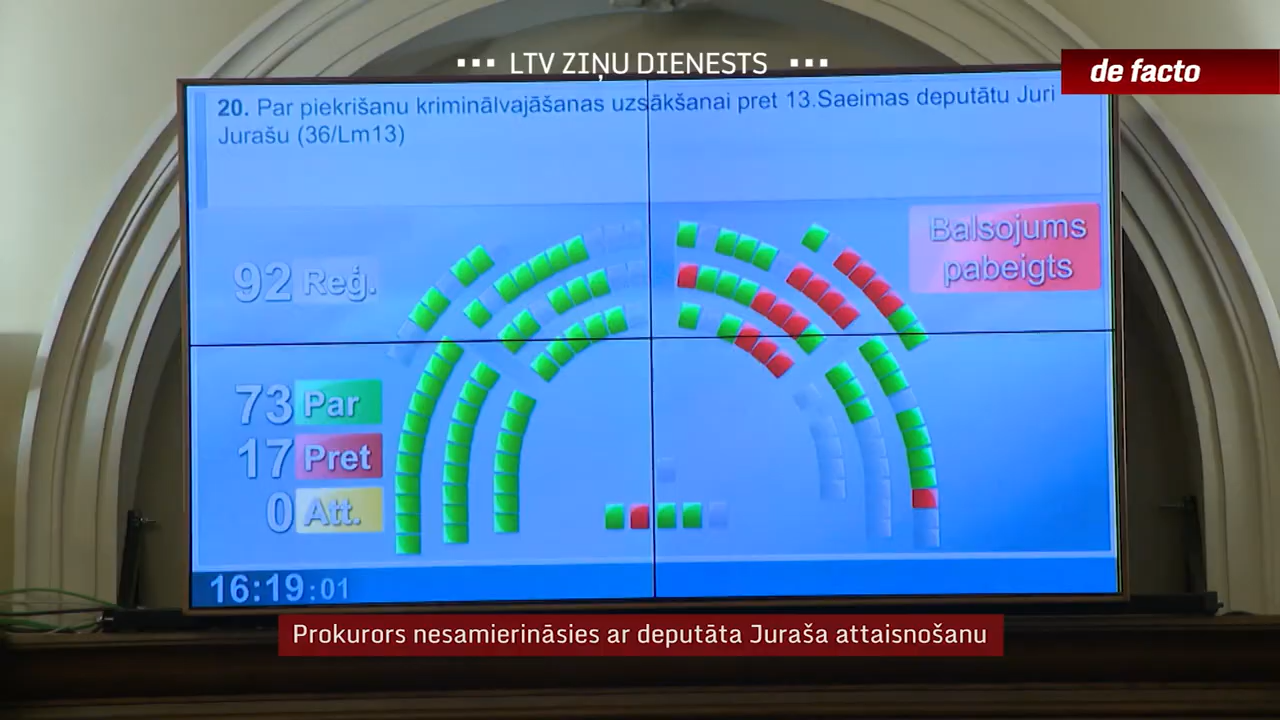 LTV ZIŅU DIENESTS
de facto
20. Par piekrišanu kriminālvajāšanas uzsākšanai pret 13.Saeimas deputātu Juri
Jurašu (36/Lm13)
Balsojums
pabeigts
92 Reģ.
73 Par
17 Pret
0 Att.
16:19:01
Prokurors nesamierināsies ar deputāta Juraša attaisnošanu